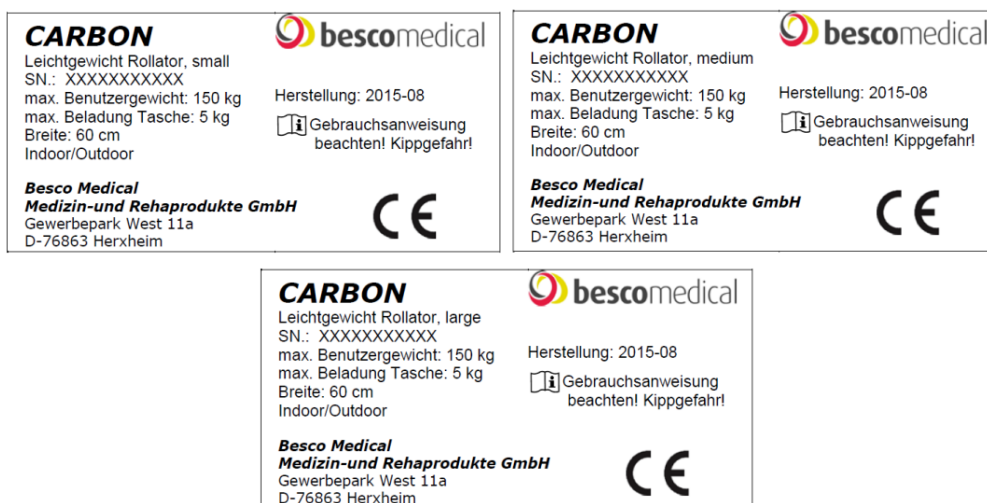 CARBON
bescomedical
Leichtgewicht Rollator, small
SN.: XXXXXXXXXXX
max. Benutzergewicht: 150 kg
max. Beladung Tasche: 5 kg
Breite: 60 cm
Indoor/Outdoor
Herstellung: 2015-08
Gebrauchsanweisung
beachten! Kippgefahr!
Besco Medical
Medizin-und Rehaprodukte GmbH
Gewerbepark West 11a
D-76863 Herxheim
CE
CARBON
bescomedical
Leichtgewicht Rollator, medium
SN.: XXXXXXXXXXX
max. Benutzergewicht: 150 kg
max. Beladung Tasche: 5 kg
Breite: 60 cm
Indoor/Outdoor
Herstellung: 2015-08
Gebrauchsanweisung
beachten! Kippgefahr!
Besco Medical
Medizin-und Rehaprodukte GmbH
Gewerbepark West 11a
D-76863 Herxheim
CE
CARBON
bescomedical
Leichtgewicht Rollator, large
SN.: XXXXXXXXXXX
max. Benutzergewicht: 150 kg
max. Beladung Tasche: 5 kg
Breite: 60 cm
Indoor/Outdoor
Herstellung: 2015-08
Gebrauchsanweisung
beachten! Kippgefahr!
Besco Medical
Medizin-und Rehaprodukte GmbH
Gewerbepark West 11a
D-76863 Herxheim
CE